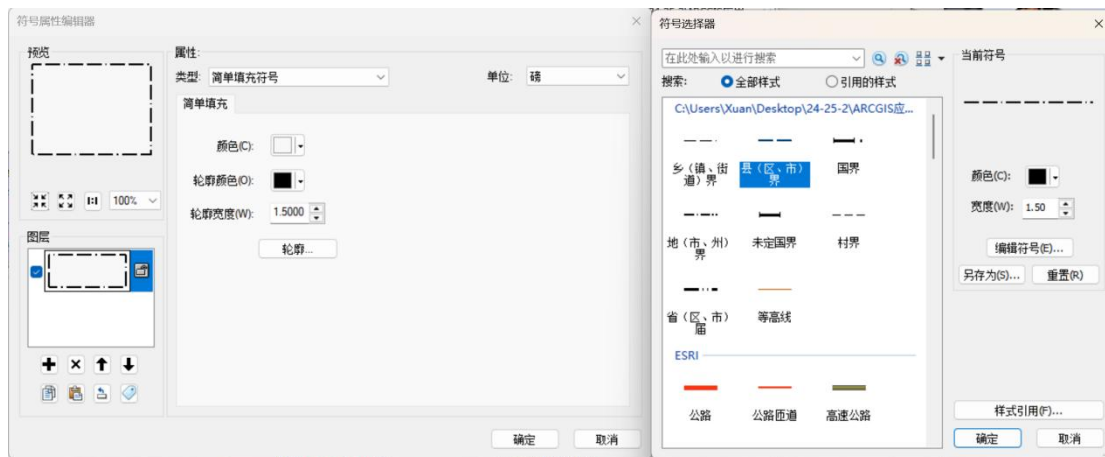 符号属性编辑器
预览
100%
图层
属性:
类型: 简单填充符号
单位: 磅
简单填充
颜色(C):
轮廓颜色(O):
轮廓宽度(W): 1.5000
轮廓...
确定 取消
符号选择器
在此处输入以进行搜索
搜索: 全部样式 引用的样式
C:\Users\Xuan\Desktop\24-25-2\ARCGIS应...
乡（镇、街道）界
县（区、市）界
国界
地（市、州）界
未定国界
村界
省（区、市）届
等高线
ESRI
公路
公路匝道
高速公路
当前符号
颜色(C):
宽度(W): 1.50
编辑符号(E)...
另存为(S)... 重置(R)
样式引用(F)...
确定 取消